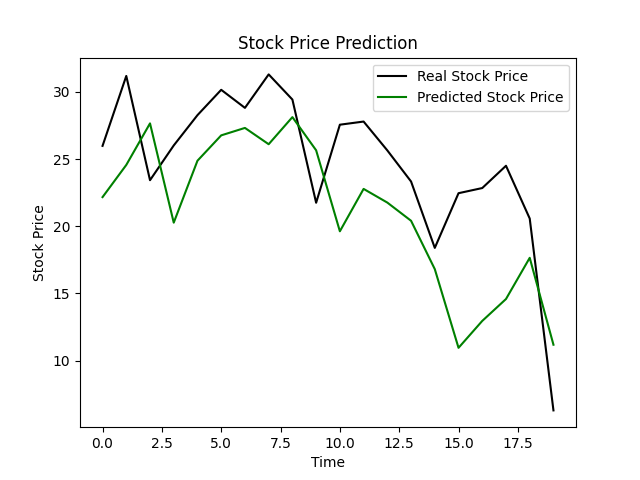 Stock Price Prediction
Real Stock Price
Predicted Stock Price
Stock Price
30
25
20
15
10
0.0 2.5 5.0 7.5 10.0 12.5 15.0 17.5
Time